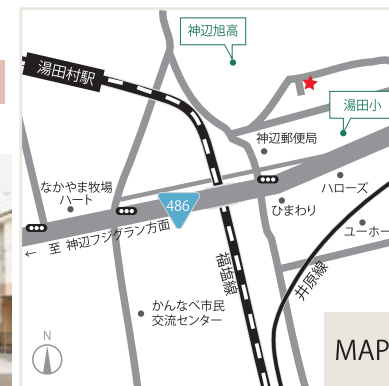 神辺旭高
湯田村駅
湯田小
神辺郵便局
なかやま牧場
ハート
ハローズ
486
ひまわり
ユーホー
← 至 神辺フジグラン方面
福塩線
井原線
かんなべ市民
交流センター
N
MAP